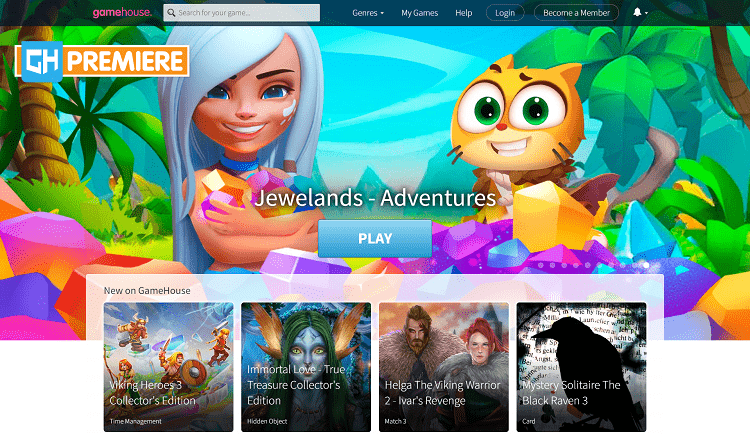 gamehouse.
Search for your game...
Genres
My Games
Help
Login
Become a Member
GH PREMIERE
Jewelands - Adventures
PLAY
New on GameHouse
Viking Heroes 3
Collector's Edition
Time Management
Immortal Love - True
Treasure Collector's
Edition
Hidden Object
Helga The Viking Warrior
2 - Ivar's Revenge
Match 3
Mystery Solitaire The
Black Raven 3
Card